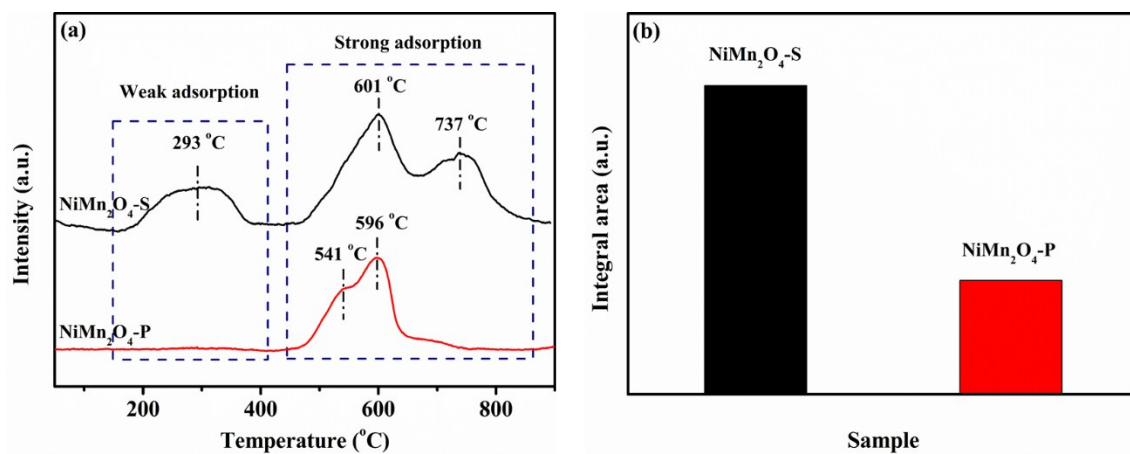 (a)
Strong adsorption
Weak adsorption
601 °C
737 °C
293 °C
NiMn₂O₄-S
596 °C
541 °C
NiMn₂O₄-P
Intensity (a.u.)
200 400 600 800
Temperature (°C)
(b)
NiMn₂O₄-S
NiMn₂O₄-P
Integral area (a.u.)
Sample